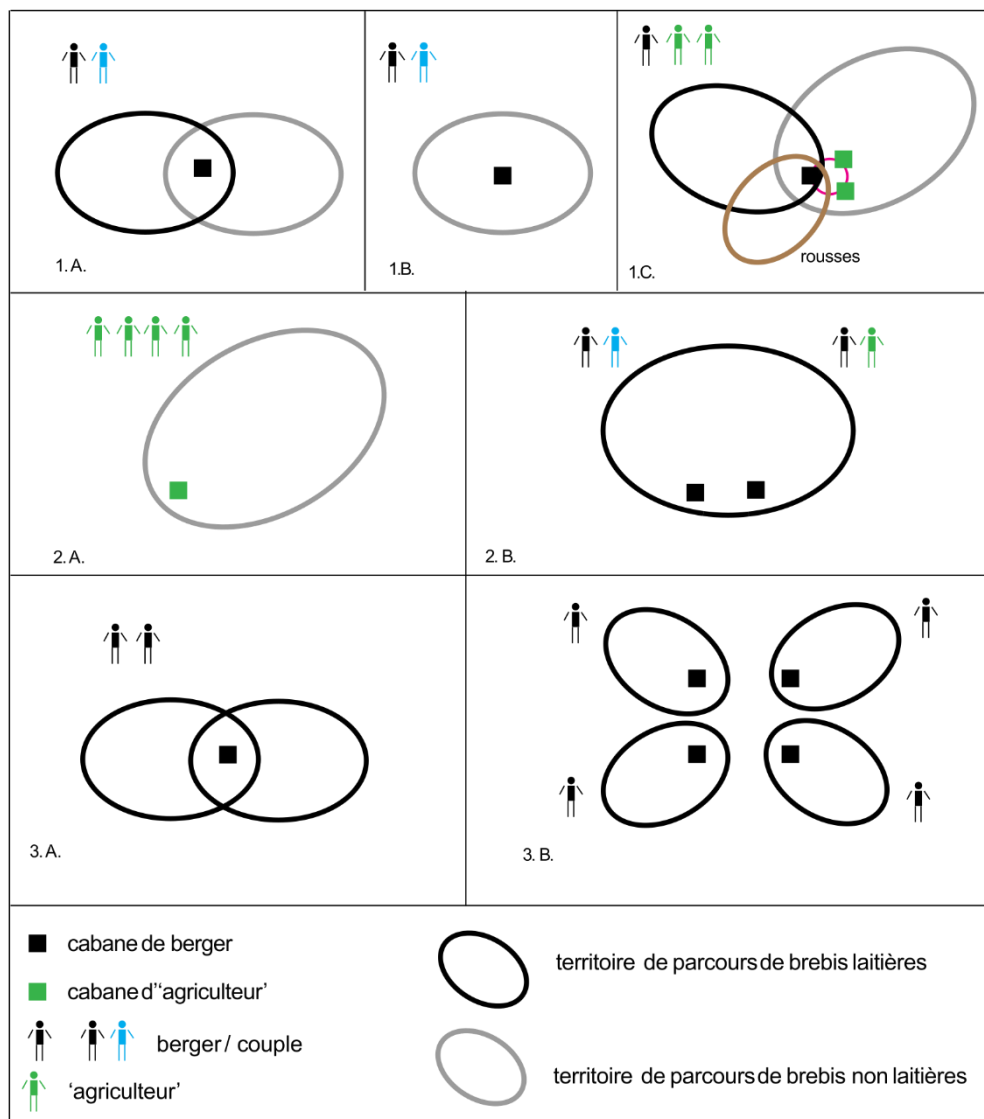 1. A.
1.B.
rousses
1.C.
2. A.
2. B.
3. A.
3. B.
cabane de berger
cabane d'‘agriculteur’
berger / couple
‘agriculteur’
territoire de parcours de brebis laitières
territoire de parcours de brebis non laitières